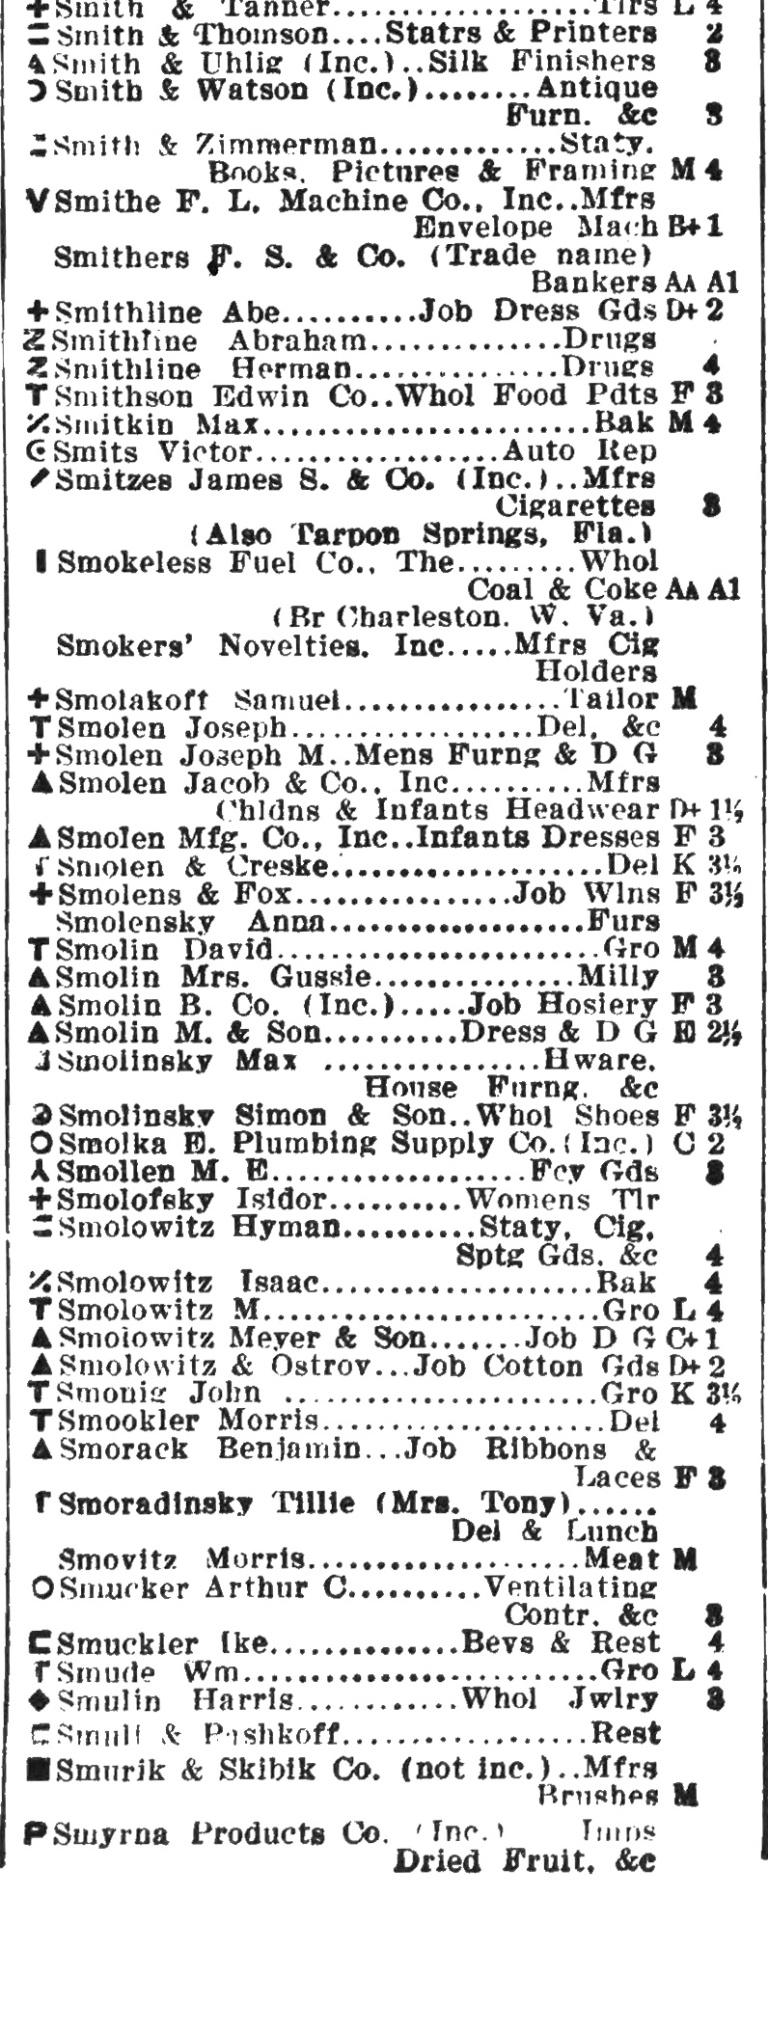 Smith & Tanner..................Tlrs L 4
Smith & Thomson....Statrs & Printers 2
Smith & Uhlig (Inc.)..Silk Finishers 3
Smith & Watson (Inc.)........Antique
Furn. &c 3
Smith & Zimmerman.............Staty.
Books, Pictures & Framing M 4
V Smithe F. L. Machine Co., Inc..Mfrs
Envelope Mach B+ 1
Smithers F. S. & Co. (Trade name)
Bankers AA A1
+ Smithline Abe..........Job Dress Gds D+ 2
Z Smithline Abraham..............Drugs
Z Smithline Herman...............Drugs 4
T Smithson Edwin Co..Whol Food Pdts F 3
Smitkin Max........................Bak M 4
Smits Victor..................Auto Rep
Smitzes James S. & Co. (Inc.)..Mfrs
Cigarettes 3
(Also Tarpon Springs, Fla.)
Smokeless Fuel Co., The.........Whol
Coal & Coke AA A1
(Br Charleston, W. Va.)
Smokers' Novelties, Inc.....Mfrs Cig
Holders
+ Smolakoff Samuel................Tailor M
T Smolen Joseph..................Del, &c 4
+ Smolen Joseph M..Mens Furng & D G 3
▲ Smolen Jacob & Co., Inc..........Mfrs
Chldns & Infants Headwear D+ 1½
▲ Smolen Mfg. Co., Inc..Infants Dresses F 3
Smolen & Creske.....................Del K 3½
+ Smolens & Fox................Job Wlns F 3½
Smolensky Anna...................Furs
T Smolin David........................Gro M 4
▲ Smolin Mrs. Gussie...............Milly 3
▲ Smolin B. Co. (Inc.).....Job Hosiery F 3
▲ Smolin M. & Son..........Dress & D G E 2½
Smolinsky Max ................Hware,
House Furng, &c
Smolinsky Simon & Son..Whol Shoes F 3½
O Smolka E. Plumbing Supply Co.(Inc.) C 2
Smollen M. E...................Fcy Gds 3
+ Smolofsky Isidor..........Womens Tlr
Smolowitz Hyman..........Staty, Cig,
Sptg Gds, &c 4
Smolowitz Isaac....................Bak 4
T Smolowitz M.........................Gro L 4
▲ Smolowitz Meyer & Son.......Job D G C+ 1
▲ Smolowitz & Ostrov...Job Cotton Gds D+ 2
T Smonig John .......................Gro K 3½
T Smookler Morris.....................Del 4
▲ Smorack Benjamin...Job Ribbons &
Laces F 3
Smoradinsky Tillie (Mrs. Tony)......
Del & Lunch
Smovitz Morris....................Meat M
O Smucker Arthur C..........Ventilating
Contr, &c 3
Smuckler Ike..............Bevs & Rest 4
Smude Wm..........................Gro L 4
◆ Smulin Harris............Whol Jwlry 3
& Pashkoff..................Rest
■ Smurik & Skibik Co. (not inc.)..Mfrs
Brushes M
P Smyrna Products Co. (Inc.) Imps
Dried Fruit, &c